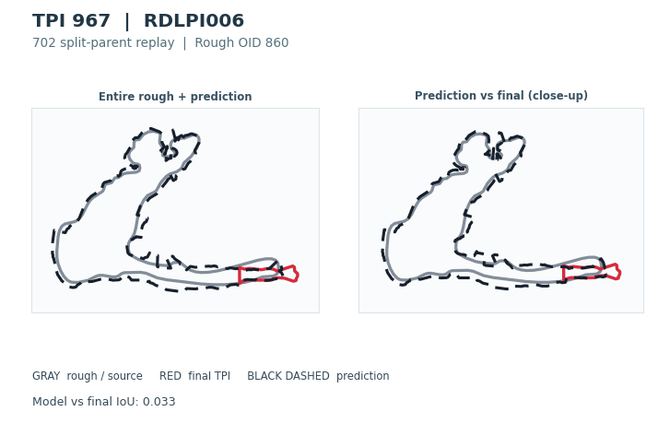 TPI 967 | RDLPI006
702 split-parent replay | Rough OID 860
Entire rough + prediction
Prediction vs final (close-up)
GRAY rough / source RED final TPI BLACK DASHED prediction
Model vs final IoU: 0.033